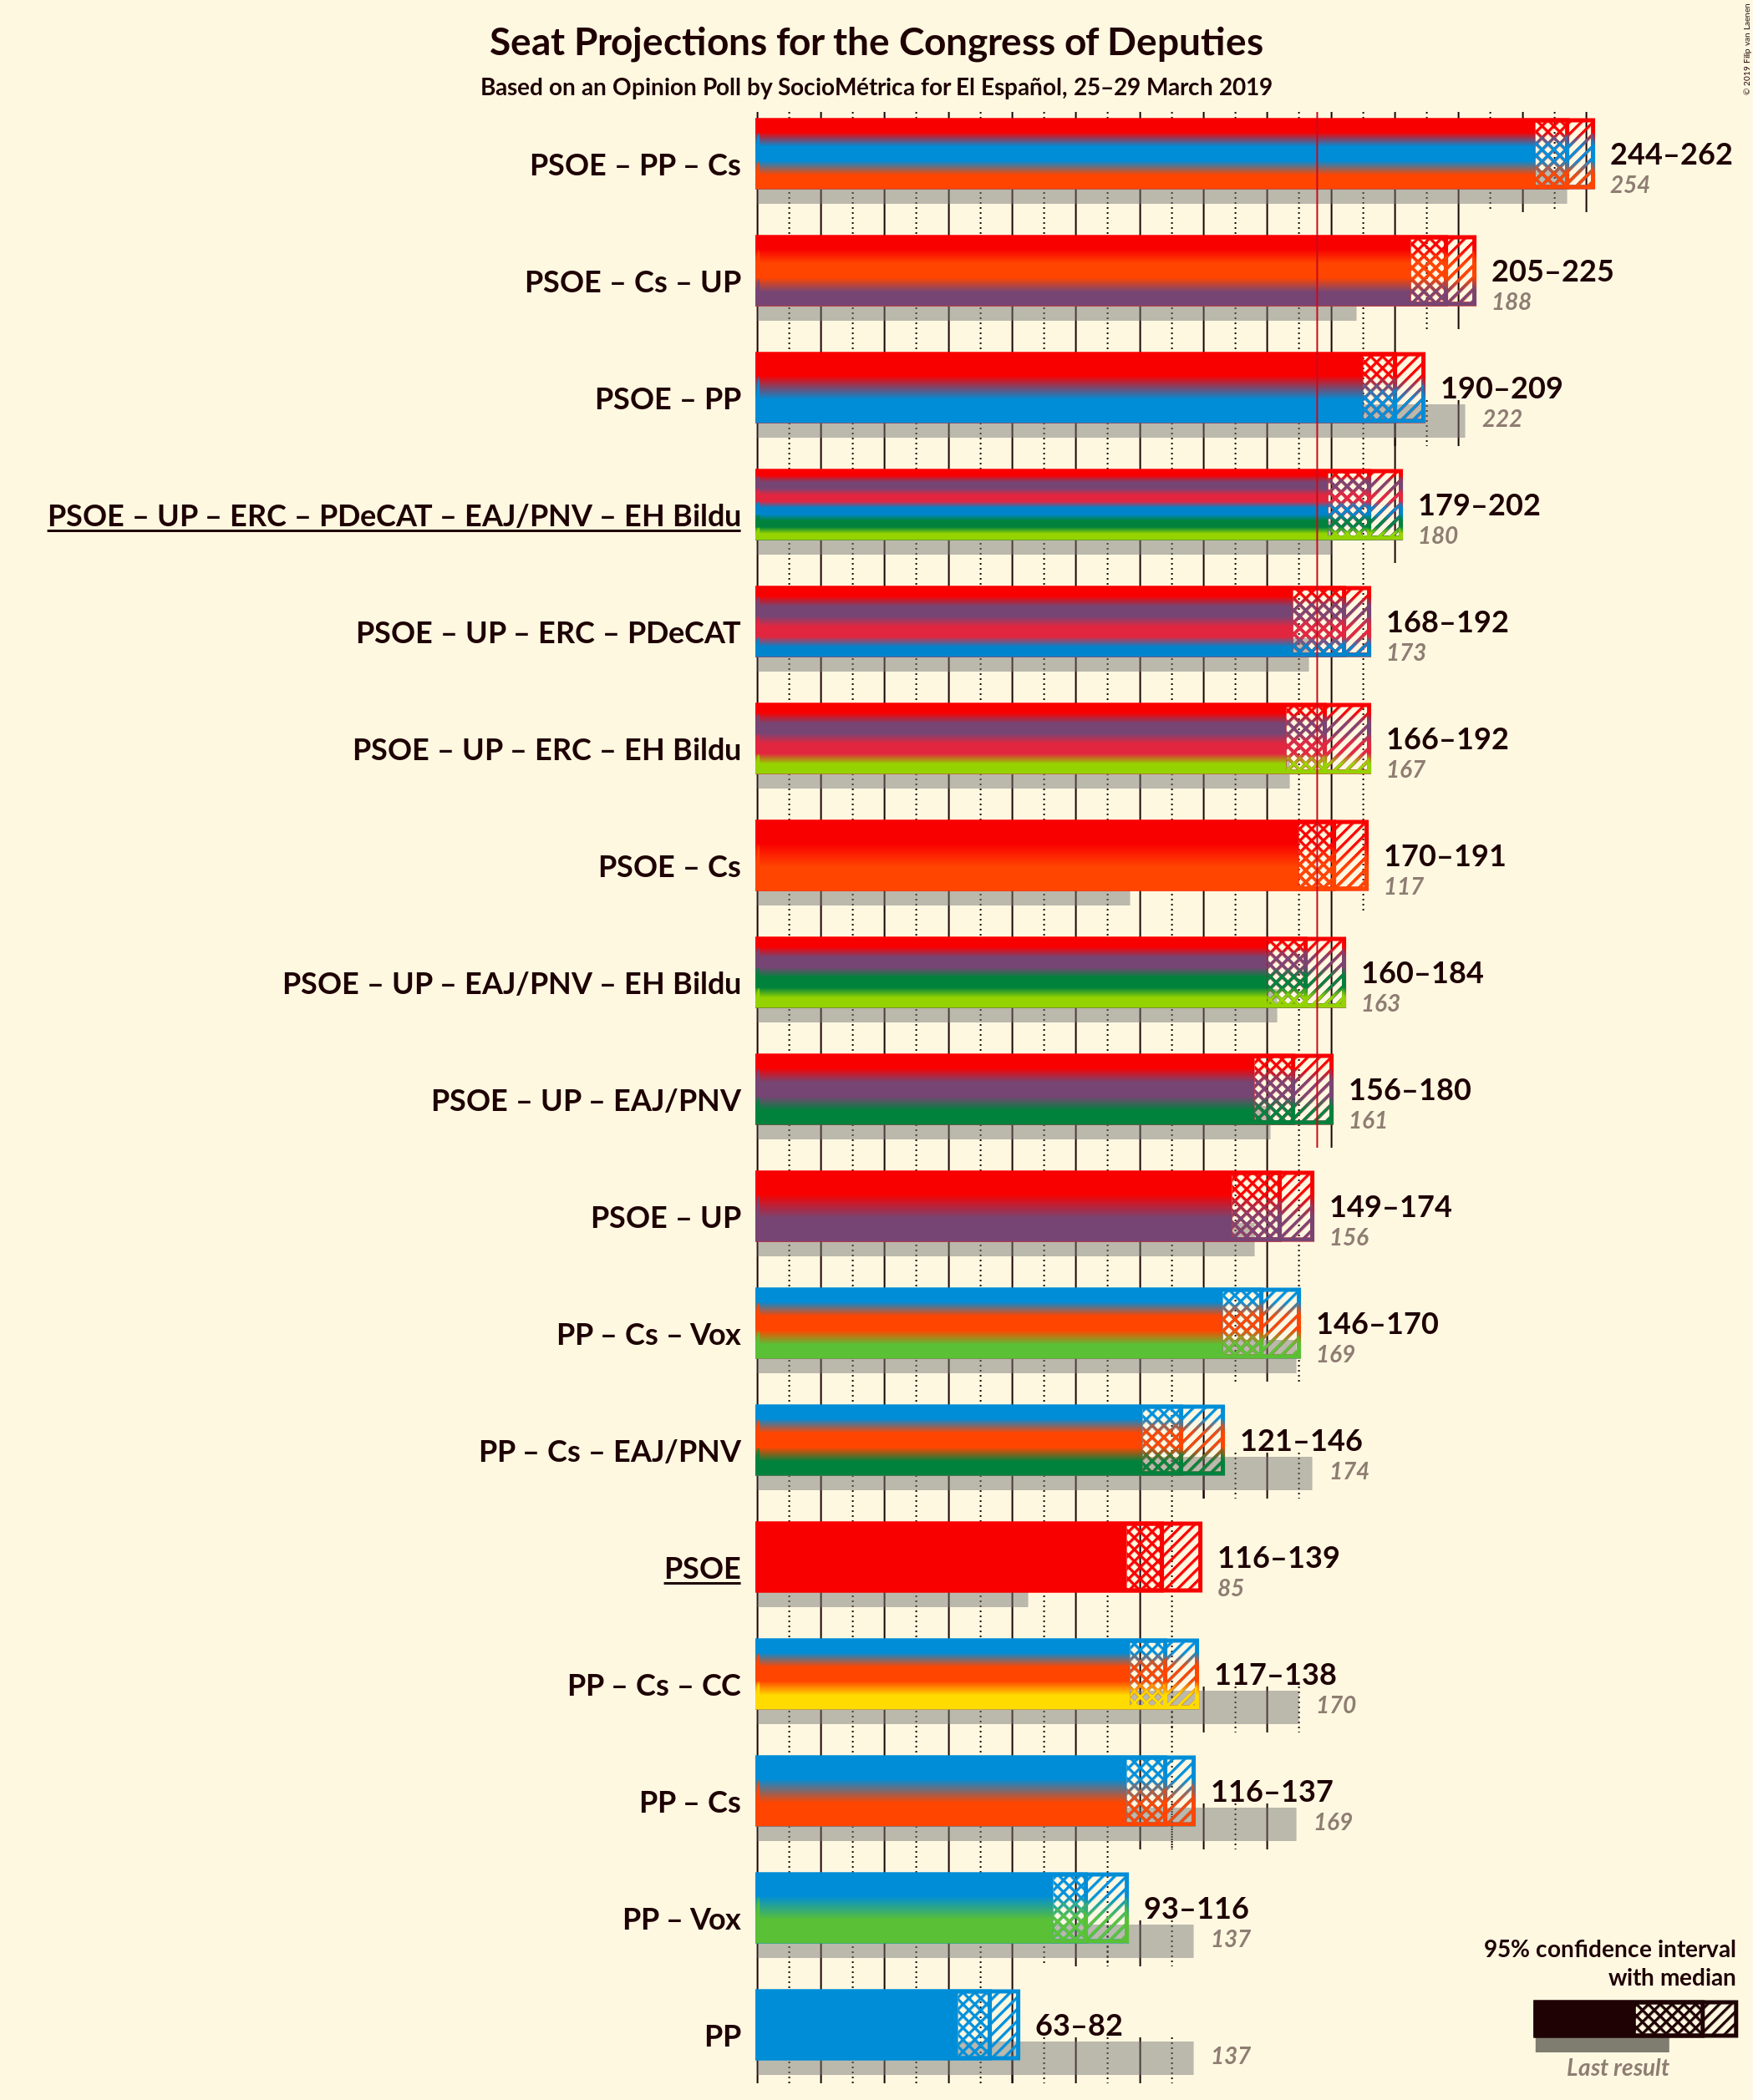 Seat Projections for the Congress of Deputies
Based on an Opinion Poll by SocioMétrica for El Español, 25–29 March 2019
© 2019 Filip van Laenen
PSOE – PP – Cs
244–262
254
PSOE – Cs – UP
205–225
188
PSOE – PP
190–209
222
PSOE – UP – ERC – PDeCAT – EAJ/PNV – EH Bildu
179–202
180
PSOE – UP – ERC – PDeCAT
168–192
173
PSOE – UP – ERC – EH Bildu
166–192
167
PSOE – Cs
170–191
117
PSOE – UP – EAJ/PNV – EH Bildu
160–184
163
PSOE – UP – EAJ/PNV
156–180
161
PSOE – UP
149–174
156
PP – Cs – Vox
146–170
169
PP – Cs – EAJ/PNV
121–146
174
PSOE
116–139
85
PP – Cs – CC
117–138
170
PP – Cs
116–137
169
PP – Vox
93–116
137
PP
63–82
137
95% confidence interval
with median
Last result